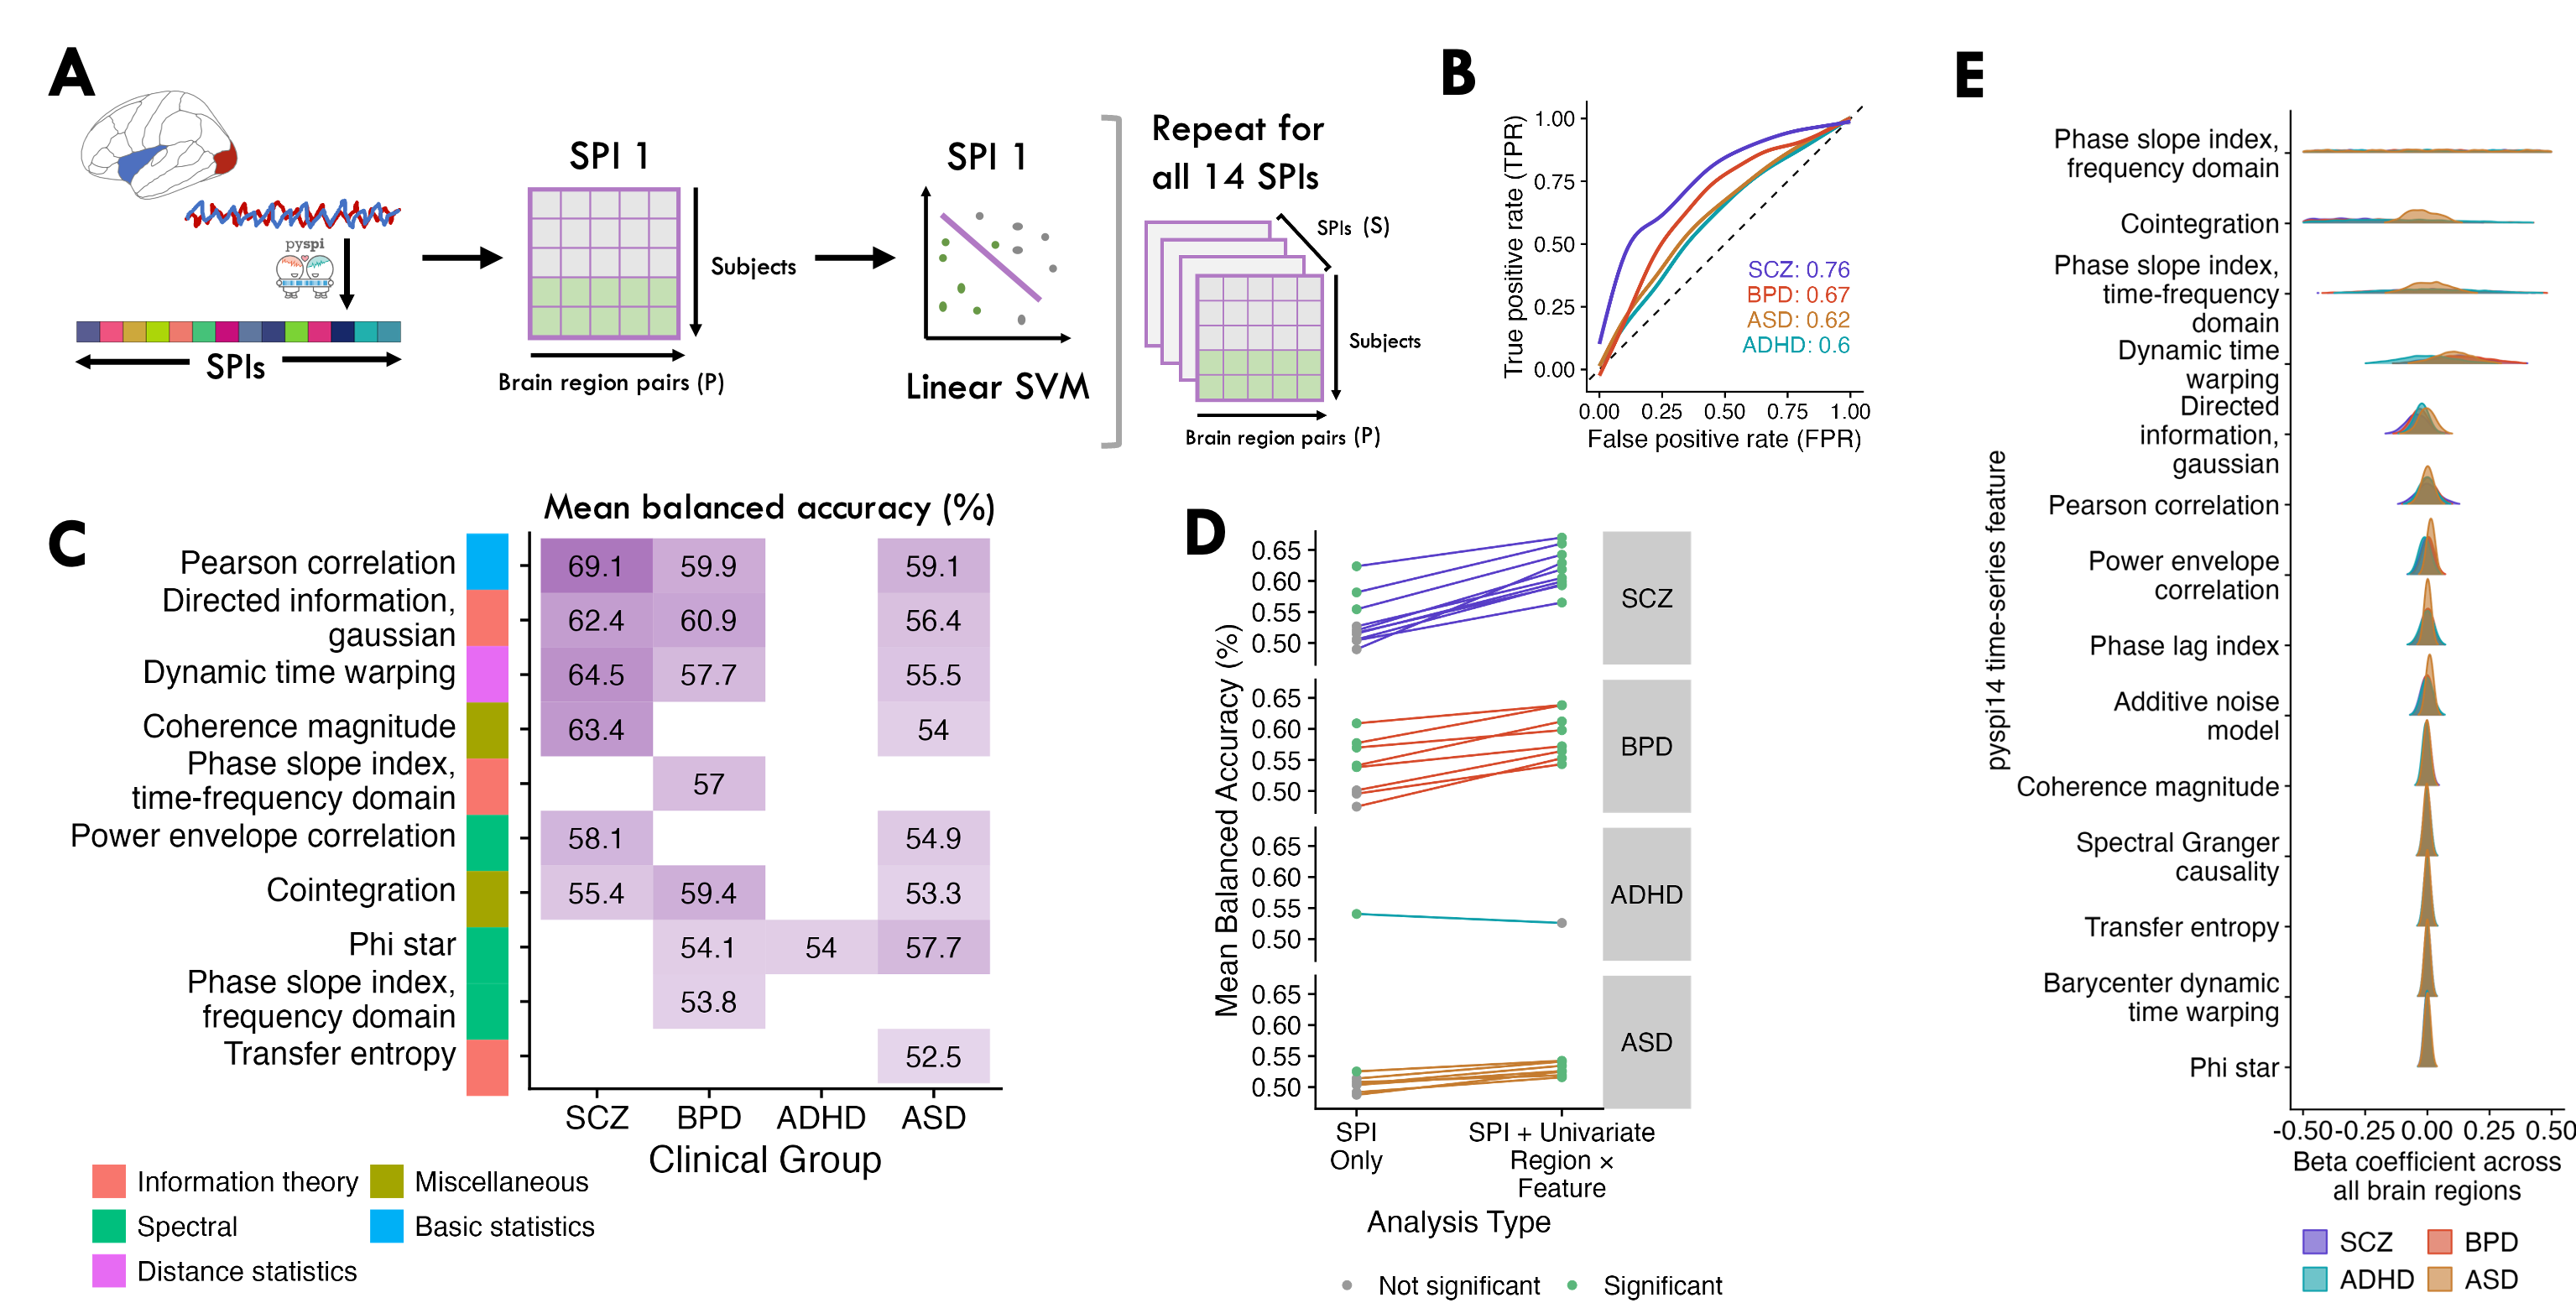 A
pyspi
SPIs
SPI 1
Subjects
Brain region pairs (P)
SPI 1
Linear SVM
Repeat for
all 14 SPIs
SPIs (S)
Subjects
Brain region pairs (P)
B
True positive rate (TPR)
1.00
0.75
0.50
0.25
0.00
SCZ: 0.76
BPD: 0.67
ASD: 0.62
ADHD: 0.6
0.00 0.25 0.50 0.75 1.00
False positive rate (FPR)
C
Mean balanced accuracy (%)
Pearson correlation 69.1 59.9 59.1
Directed information,
gaussian 62.4 60.9 56.4
Dynamic time warping 64.5 57.7 55.5
Coherence magnitude 63.4 54
Phase slope index,
time-frequency domain 57
Power envelope correlation 58.1 54.9
Cointegration 55.4 59.4 53.3
Phi star 54.1 54 57.7
Phase slope index,
frequency domain 53.8
Transfer entropy 52.5
SCZ BPD ADHD ASD
Clinical Group
Information theory
Miscellaneous
Spectral
Basic statistics
Distance statistics
D
Mean Balanced Accuracy (%)
0.65
0.60
0.55
0.50
SCZ
0.65
0.60
0.55
0.50
BPD
0.65
0.60
0.55
0.50
ADHD
0.65
0.60
0.55
0.50
ASD
SPI
Only
SPI + Univariate
Region ×
Feature
Analysis Type
Not significant
Significant
E
pyspi14 time-series feature
Phase slope index,
frequency domain
Cointegration
Phase slope index,
time-frequency
domain
Dynamic time
warping
Directed
information,
gaussian
Pearson correlation
Power envelope
correlation
Phase lag index
Additive noise
model
Coherence magnitude
Spectral Granger
causality
Transfer entropy
Barycenter dynamic
time warping
Phi star
-0.50 -0.25 0.00 0.25 0.50
Beta coefficient across
all brain regions
SCZ
BPD
ADHD
ASD